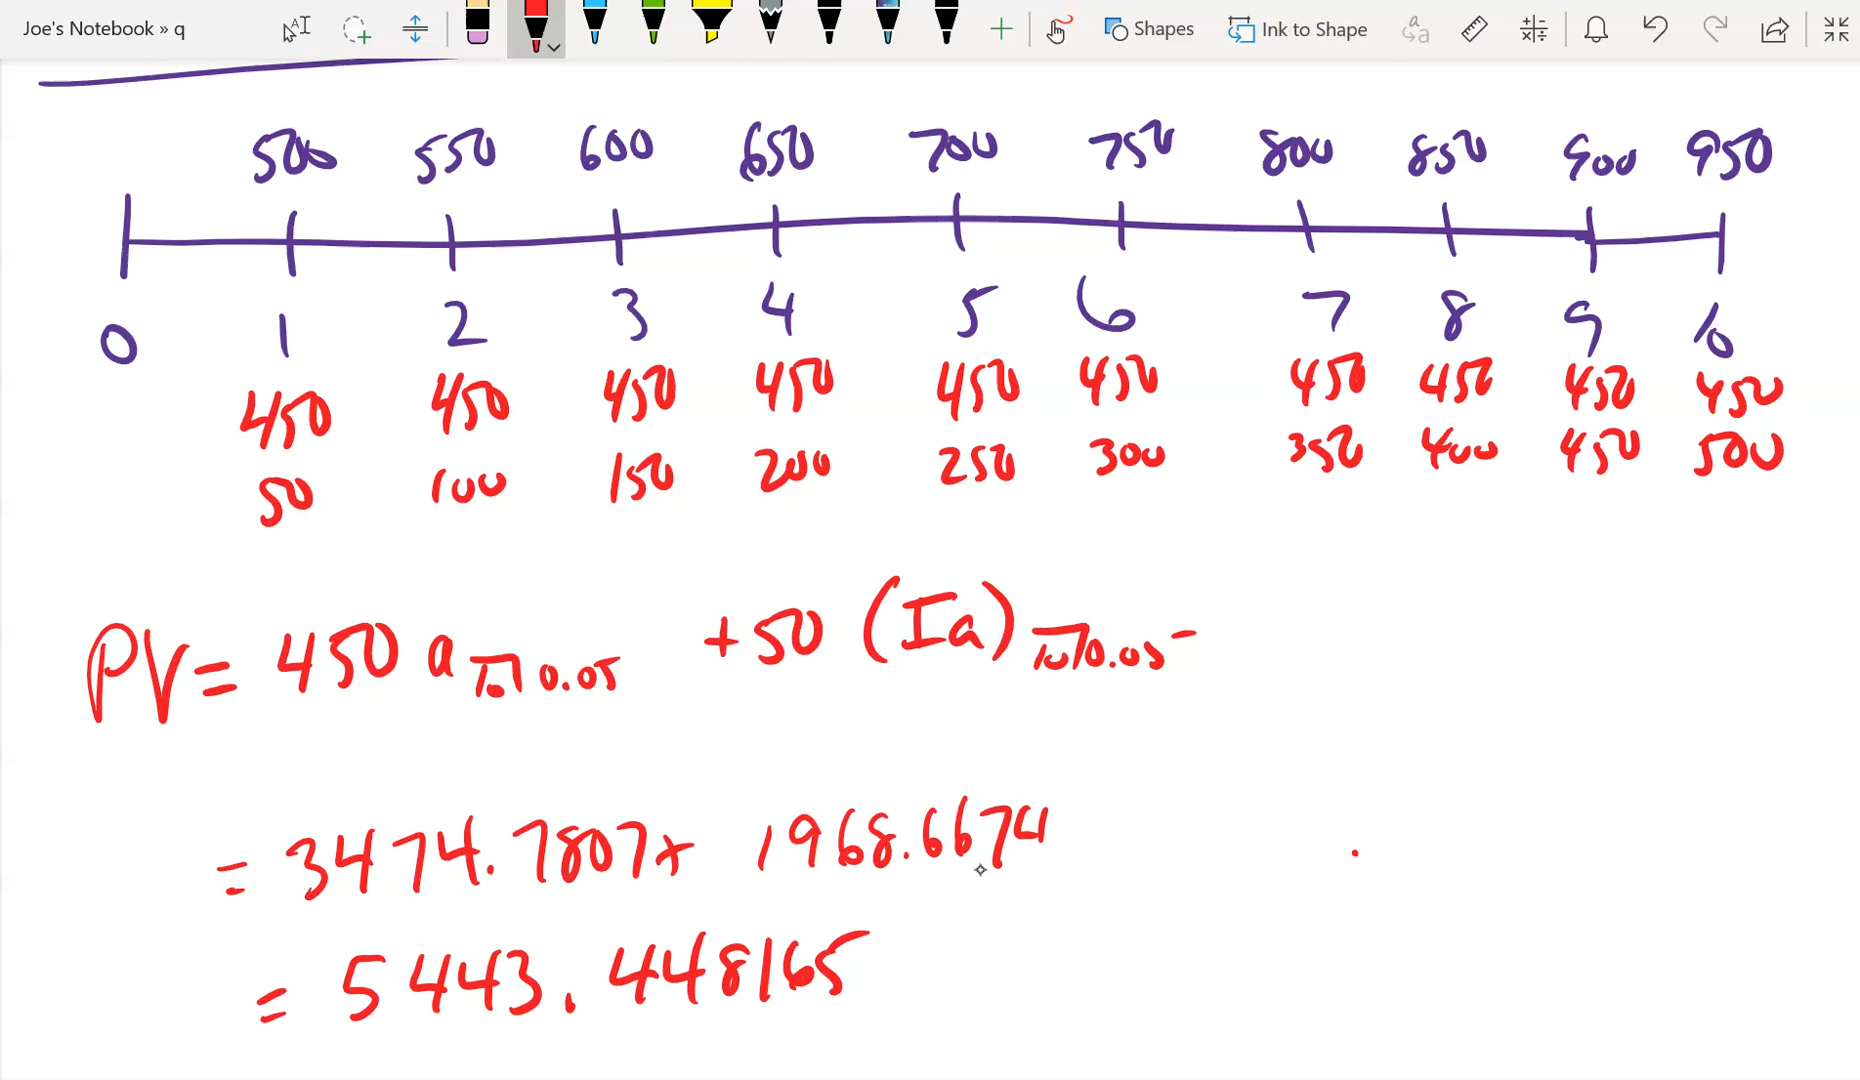 Joe's Notebook » q Shapes Ink to Shape
500 550 600 650 700 750 800 850 900 950
0 1 2 3 4 5 6 7 8 9 10
450 450 450 450 450 450 450 450 450 450
50 100 150 200 250 300 350 400 450 500
PV = 450 a 10⌉ 0.05 + 50 (Ia) 10⌉ 0.05
= 3474.7807 + 1968.6674
= 5443.448165